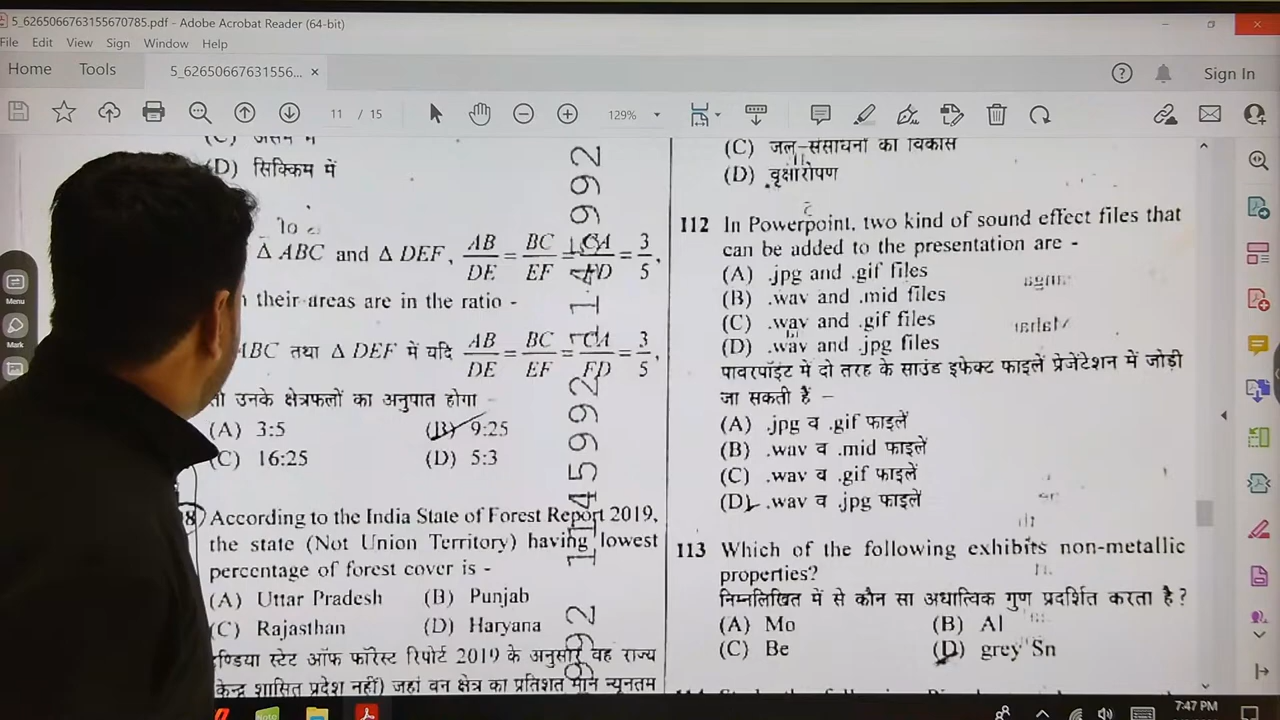 5_6265066763155670785.pdf - Adobe Acrobat Reader (64-bit)
File Edit View Sign Window Help
Home Tools 5_62650667631556... × Sign In
11 / 15 129%
(D) सिक्किम में
Δ ABC and Δ DEF, AB/DE = BC/EF = CA/FD = 3/5,
their areas are in the ratio -
ABC तथा Δ DEF में यदि AB/DE = BC/EF = CA/FD = 3/5,
उनके क्षेत्रफलों का अनुपात होगा -
(A) 3:5 (B) 9:25
(C) 16:25 (D) 5:3
8 According to the India State of Forest Report 2019,
the state (Not Union Territory) having lowest
percentage of forest cover is -
(A) Uttar Pradesh (B) Punjab
(C) Rajasthan (D) Haryana
स्टेट ऑफ फॉरेस्ट रिपोर्ट 2019 के अनुसार वह राज्य
शासित प्रदेश नहीं) जहां वन क्षेत्र का प्रतिशत मान न्यूनतम
(C) जल-संसाधनों का विकास
(D) वृक्षारोपण
112 In Powerpoint, two kind of sound effect files that
can be added to the presentation are -
(A) .jpg and .gif files
(B) .wav and .mid files
(C) .wav and .gif files
(D) .wav and .jpg files
पावरपॉइंट में दो तरह के साउंड इफेक्ट फाइलें प्रेजेंटेशन में जोड़ी
जा सकती हैं -
(A) .jpg व .gif फाइलें
(B) .wav व .mid फाइलें
(C) .wav व .gif फाइलें
(D) .wav व .jpg फाइलें
113 Which of the following exhibits non-metallic
properties?
निम्नलिखित में से कौन सा अधात्विक गुण प्रदर्शित करता है?
(A) Mo (B) Al
(C) Be (D) grey Sn
Menu
Mark
7:47 PM